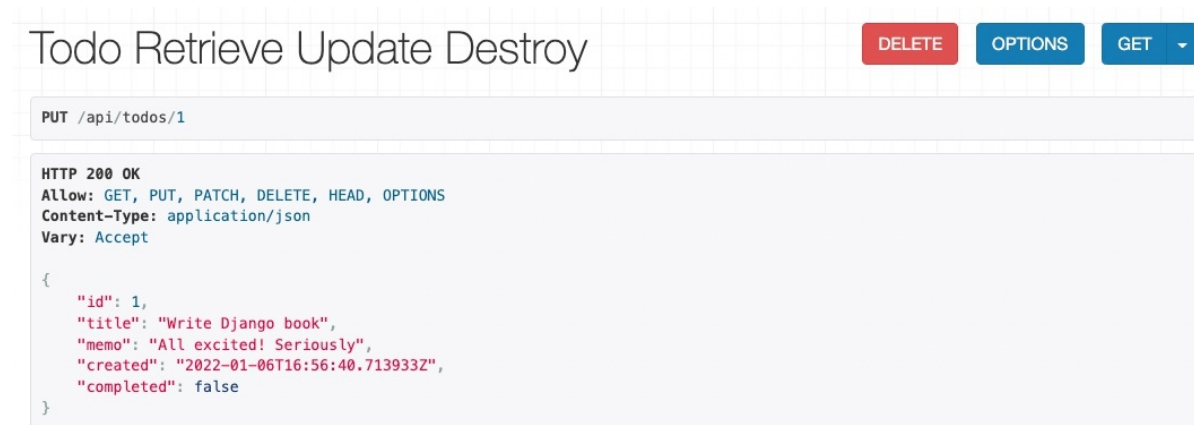 Todo Retrieve Update Destroy
DELETE
OPTIONS
GET
PUT /api/todos/1
HTTP 200 OK
Allow: GET, PUT, PATCH, DELETE, HEAD, OPTIONS
Content-Type: application/json
Vary: Accept
{
    "id": 1,
    "title": "Write Django book",
    "memo": "All excited! Seriously",
    "created": "2022-01-06T16:56:40.713933Z",
    "completed": false
}